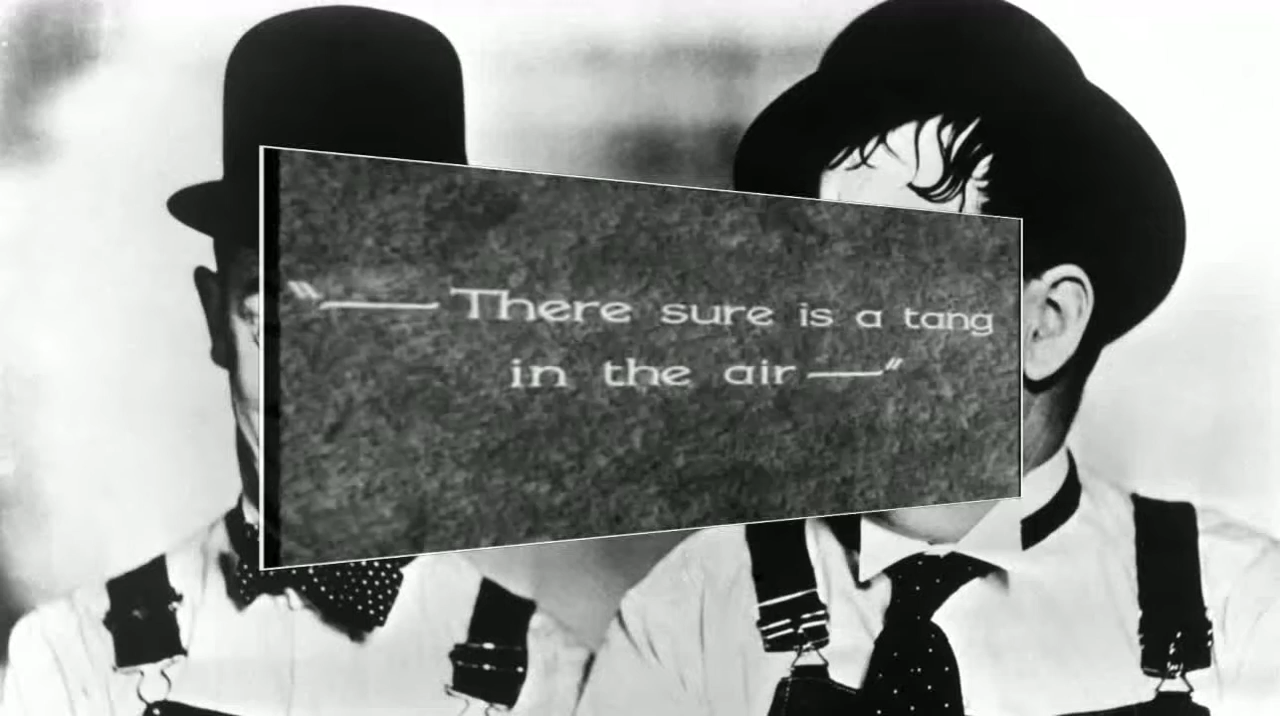 "—There sure is a tang
in the air—"